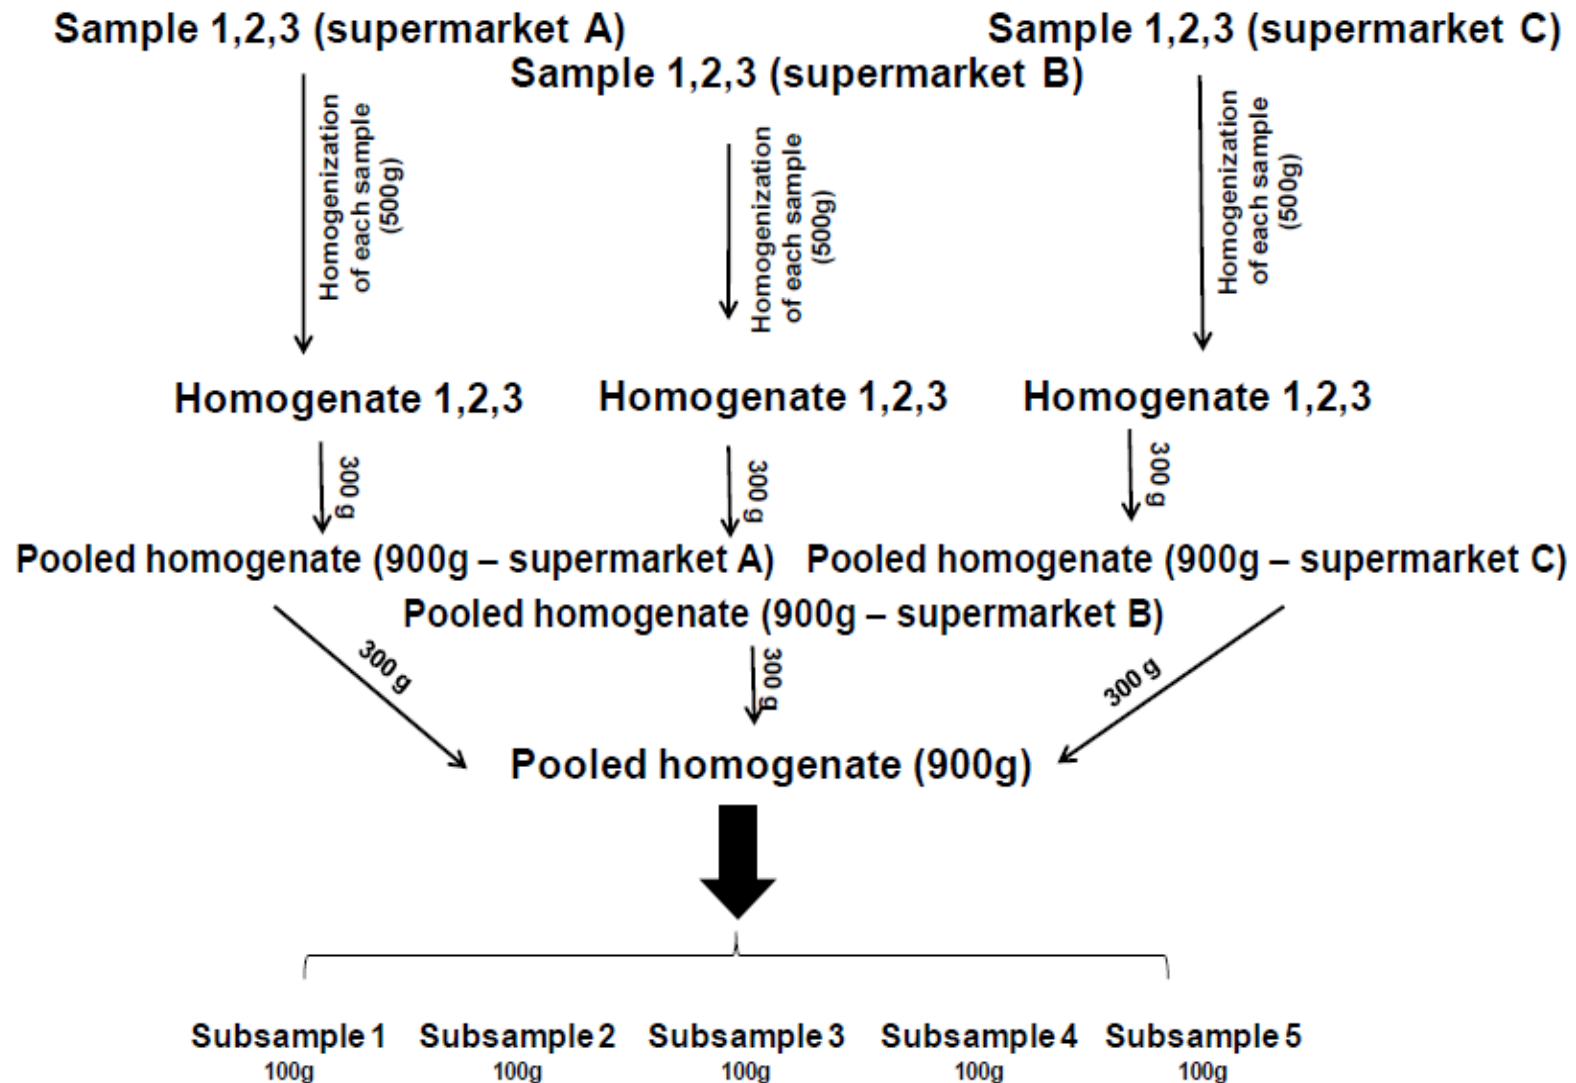 Sample 1,2,3 (supermarket A)
Sample 1,2,3 (supermarket B)
Sample 1,2,3 (supermarket C)
Homogenization
of each sample
(500g)
Homogenization
of each sample
(500g)
Homogenization
of each sample
(500g)
Homogenate 1,2,3
Homogenate 1,2,3
Homogenate 1,2,3
300 g
300 g
300 g
Pooled homogenate (900g – supermarket A)
Pooled homogenate (900g – supermarket C)
Pooled homogenate (900g – supermarket B)
300 g
300 g
300 g
Pooled homogenate (900g)
Subsample 1
100g
Subsample 2
100g
Subsample 3
100g
Subsample 4
100g
Subsample 5
100g